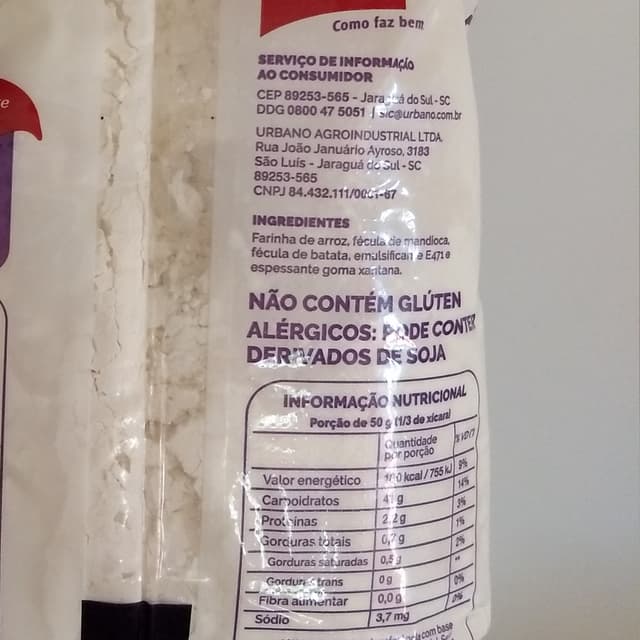 Como faz bem
SERVIÇO DE INFORMAÇÃO
AO CONSUMIDOR
CEP 89253-565 - Jaraguá do Sul - SC
DDG 0800 47 5051 | sic@urbano.com.br
URBANO AGROINDUSTRIAL LTDA.
Rua João Januário Ayroso, 3183
São Luís - Jaraguá do Sul - SC
89253-565
CNPJ 84.432.111/0001-67
INGREDIENTES
Farinha de arroz, fécula de mandioca,
fécula de batata, emulsificante E471 e
espessante goma xantana.
NÃO CONTÉM GLÚTEN
ALÉRGICOS: PODE CONTER
DERIVADOS DE SOJA
INFORMAÇÃO NUTRICIONAL
Porção de 50 g (1/3 de xícara)
Quantidade por porção % VD(*)
Valor energético kcal / 755 kJ 9%
Carboidratos 14%
Proteínas 2,2 g 3%
Gorduras totais 0,7 g 1%
Gorduras saturadas 0,5 g 2%
Gorduras trans 0 g **
Fibra alimentar 0,0 g 0%
Sódio 3,7 mg 0%
com base